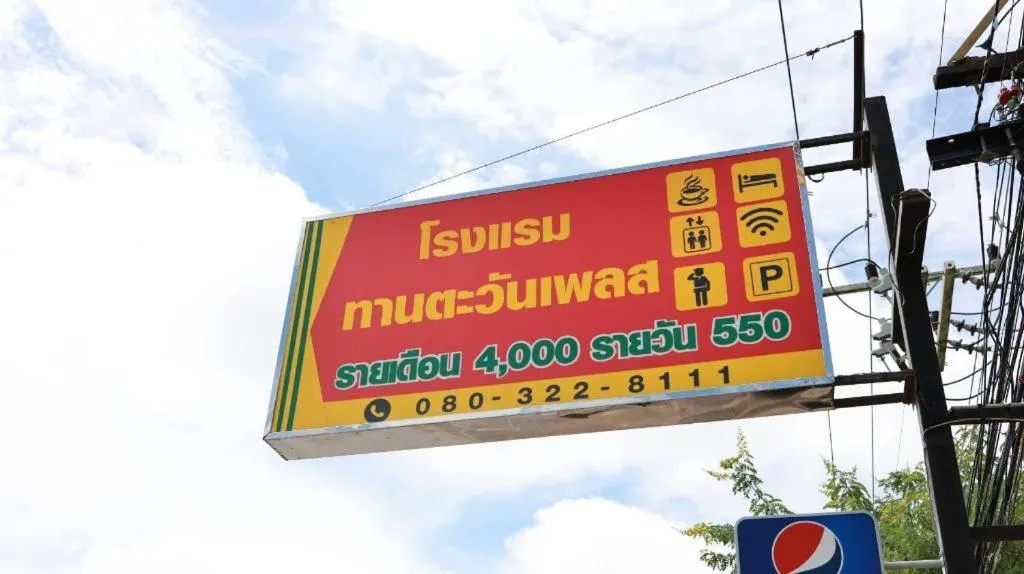 โรงแรม
ทานตะวันเพลส
รายเดือน 4,000 รายวัน 550
080-322-8111
P